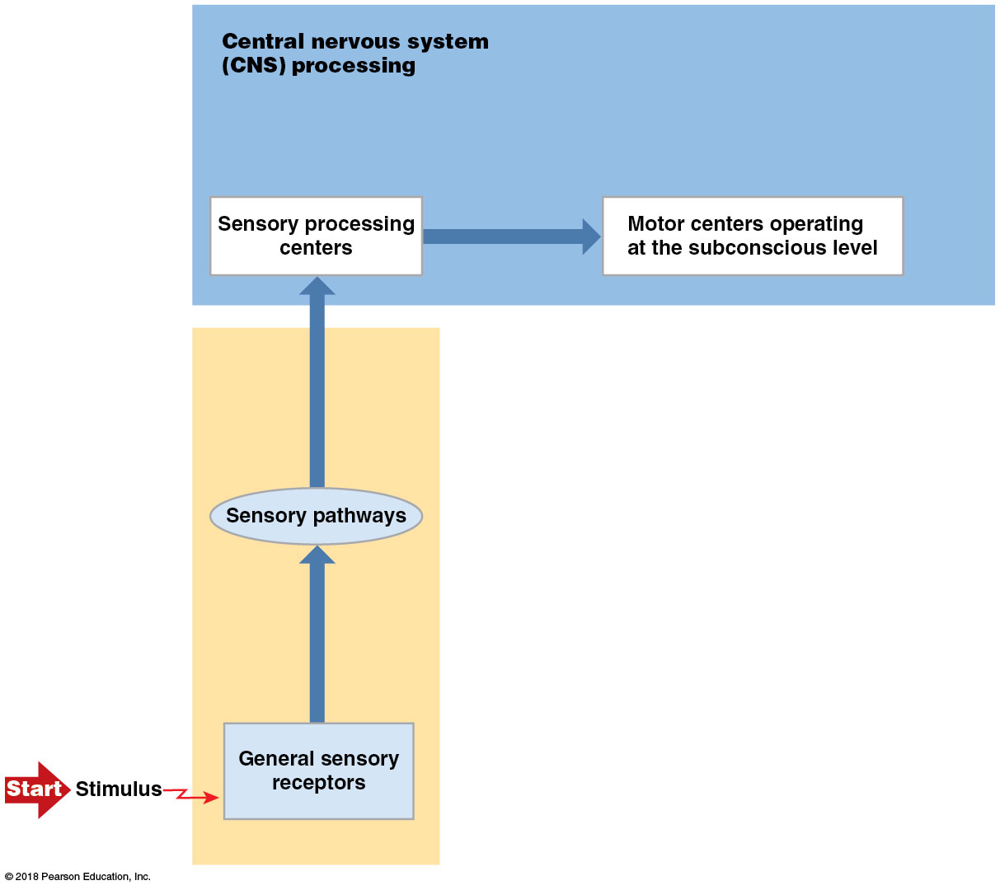 Central nervous system
(CNS) processing
Sensory processing
centers
Motor centers operating
at the subconscious level
Sensory pathways
General sensory
receptors
Start
Stimulus
© 2018 Pearson Education, Inc.